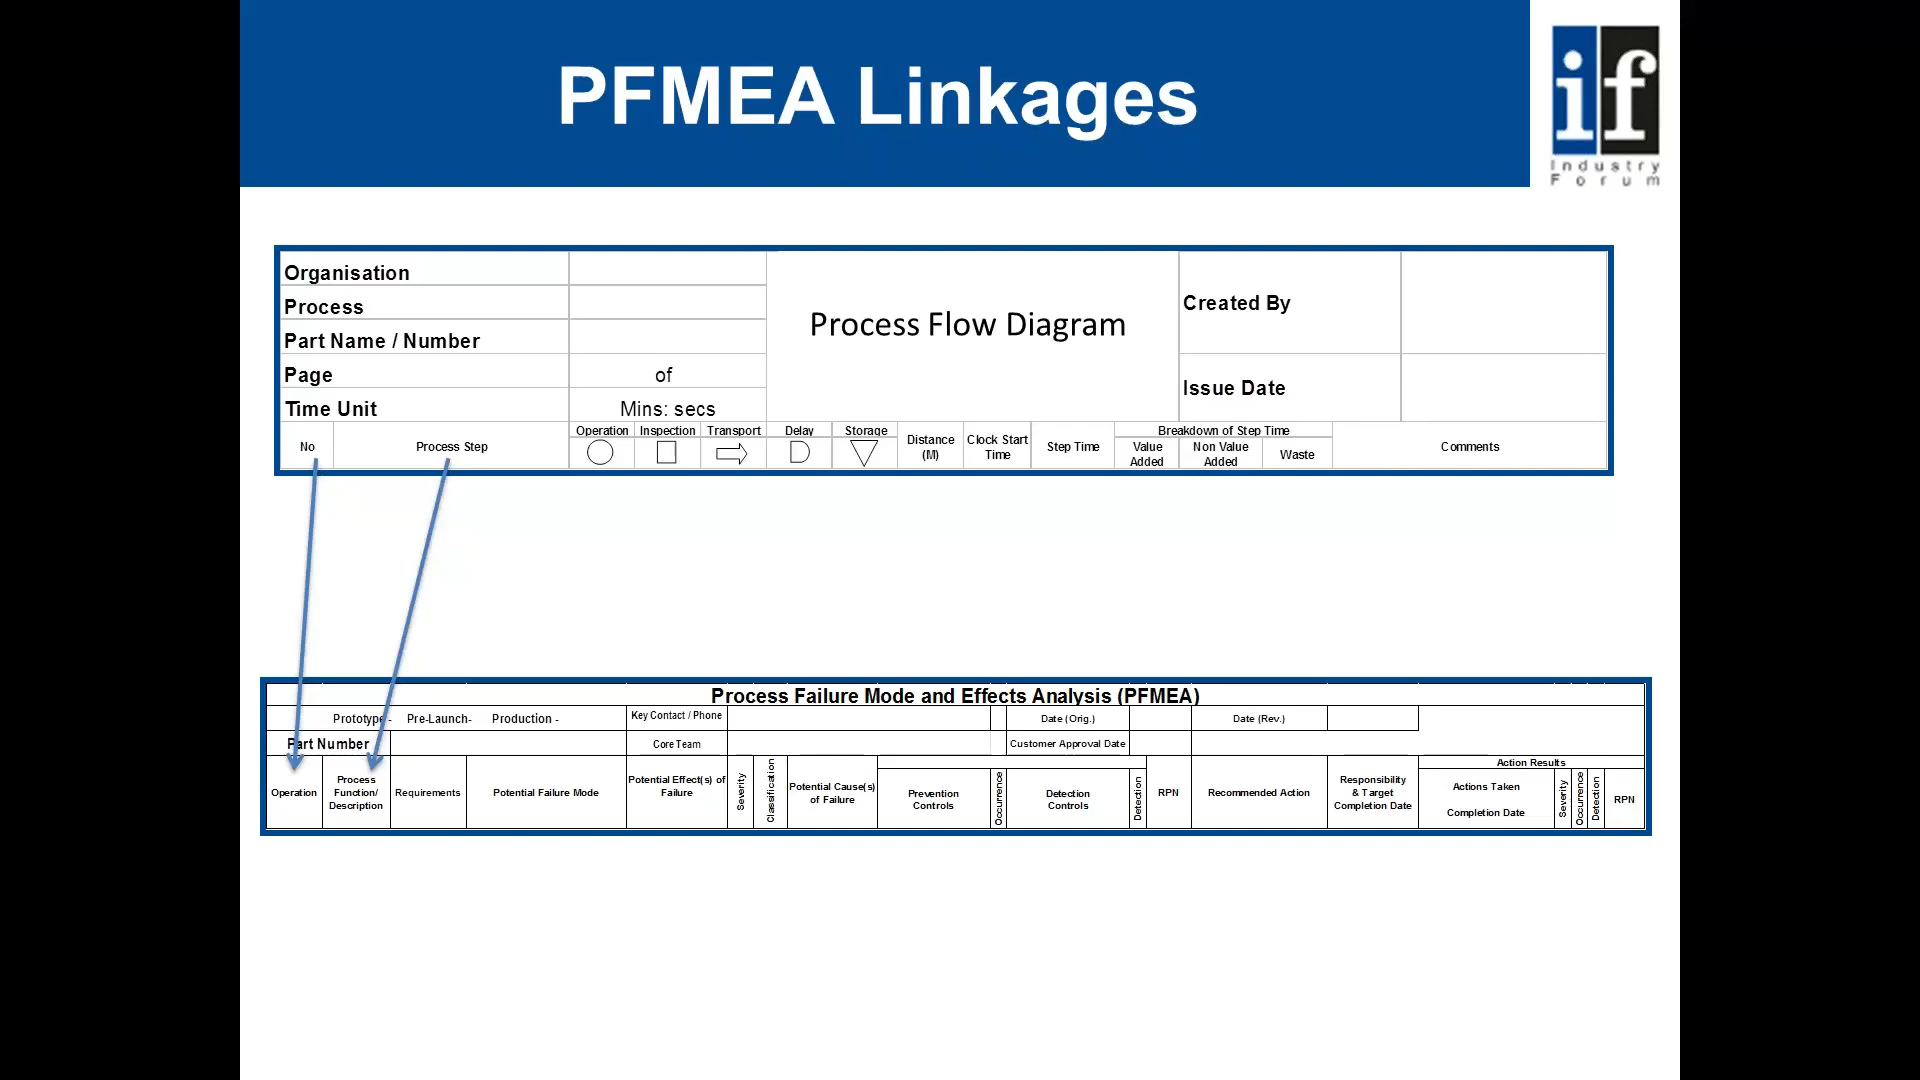 PFMEA Linkages
if
Industry
Forum
Organisation
Process
Part Name / Number
Page
of
Time Unit
Mins: secs
Process Flow Diagram
Created By
Issue Date
No
Process Step
Operation
Inspection
Transport
Delay
Storage
Distance
(M)
Clock Start
Time
Step Time
Breakdown of Step Time
Value
Added
Non Value
Added
Waste
Comments
Process Failure Mode and Effects Analysis (PFMEA)
Prototype - Pre-Launch- Production -
Key Contact / Phone
Date (Orig.)
Date (Rev.)
Part Number
Core Team
Customer Approval Date
Operation
Process
Function/
Description
Requirements
Potential Failure Mode
Potential Effect(s) of
Failure
Severity
Classification
Potential Cause(s)
of Failure
Prevention
Controls
Occurrence
Detection
Controls
Detection
RPN
Recommended Action
Responsibility
& Target
Completion Date
Action Results
Actions Taken
Completion Date
Severity
Occurrence
Detection
RPN